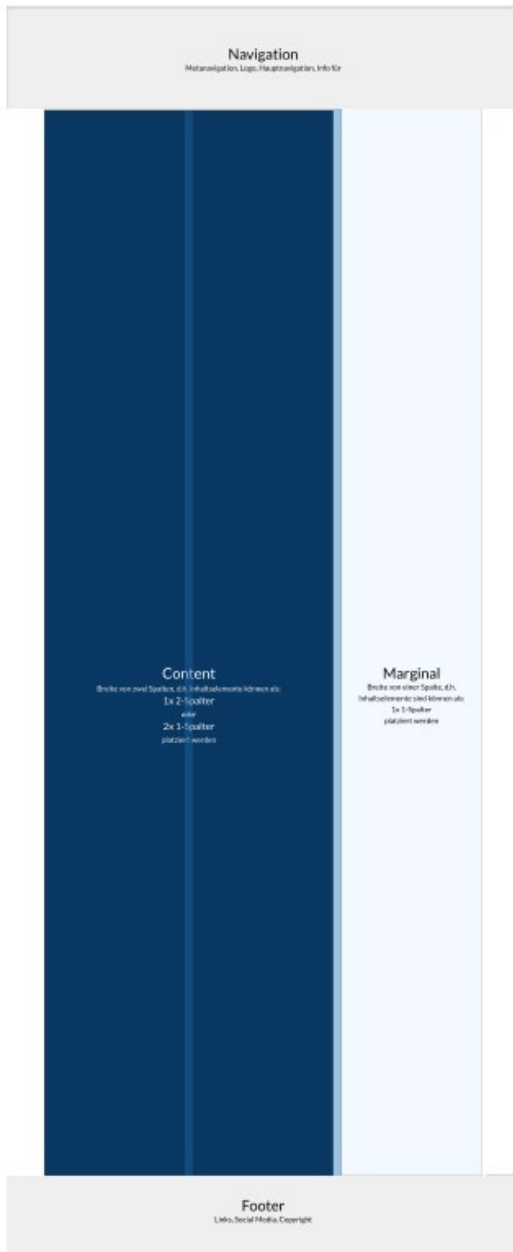 Navigation
Metanavigation, Logo, Hauptnavigation, Info für
Content
Breite von zwei Spalten, d.h. Inhaltselemente können als:
1x 2-Spalter
oder
2x 1-Spalter
platziert werden
Marginal
Breite von einer Spalte, d.h.
Inhaltselemente sind können als:
1x 1-Spalter
platziert werden
Footer
Links, Social Media, Copyright